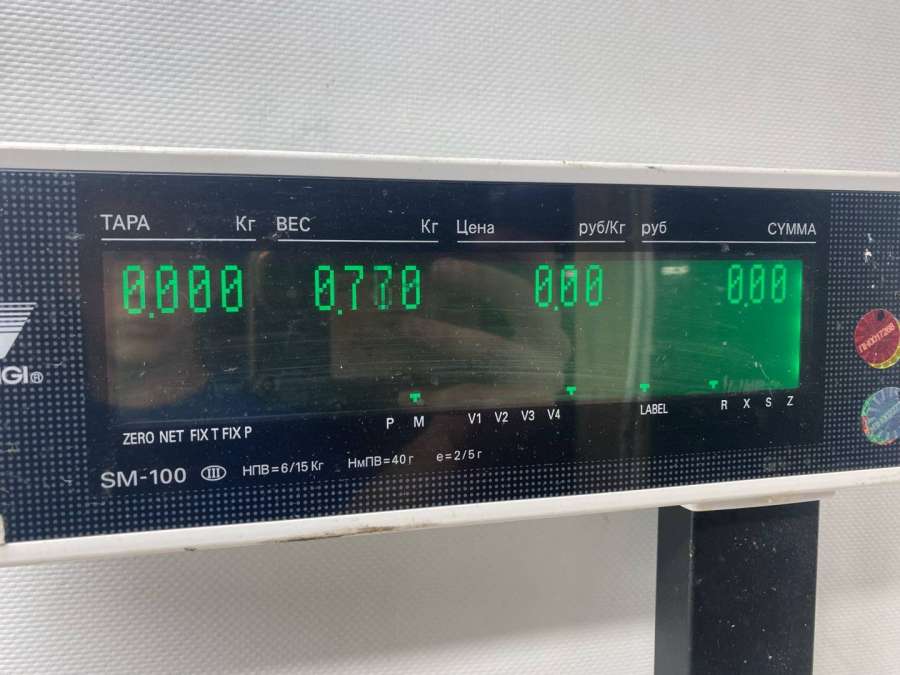 ТАРА Кг ВЕС Кг Цена руб/Кг руб СУММА
0.000 0.770 0.00 0.00
P M V1 V2 V3 V4 LABEL R X S Z
ZERO NET FIX T FIX P
SM-100 III НПВ=6/15 Кг НмПВ=40 г e=2/5 г